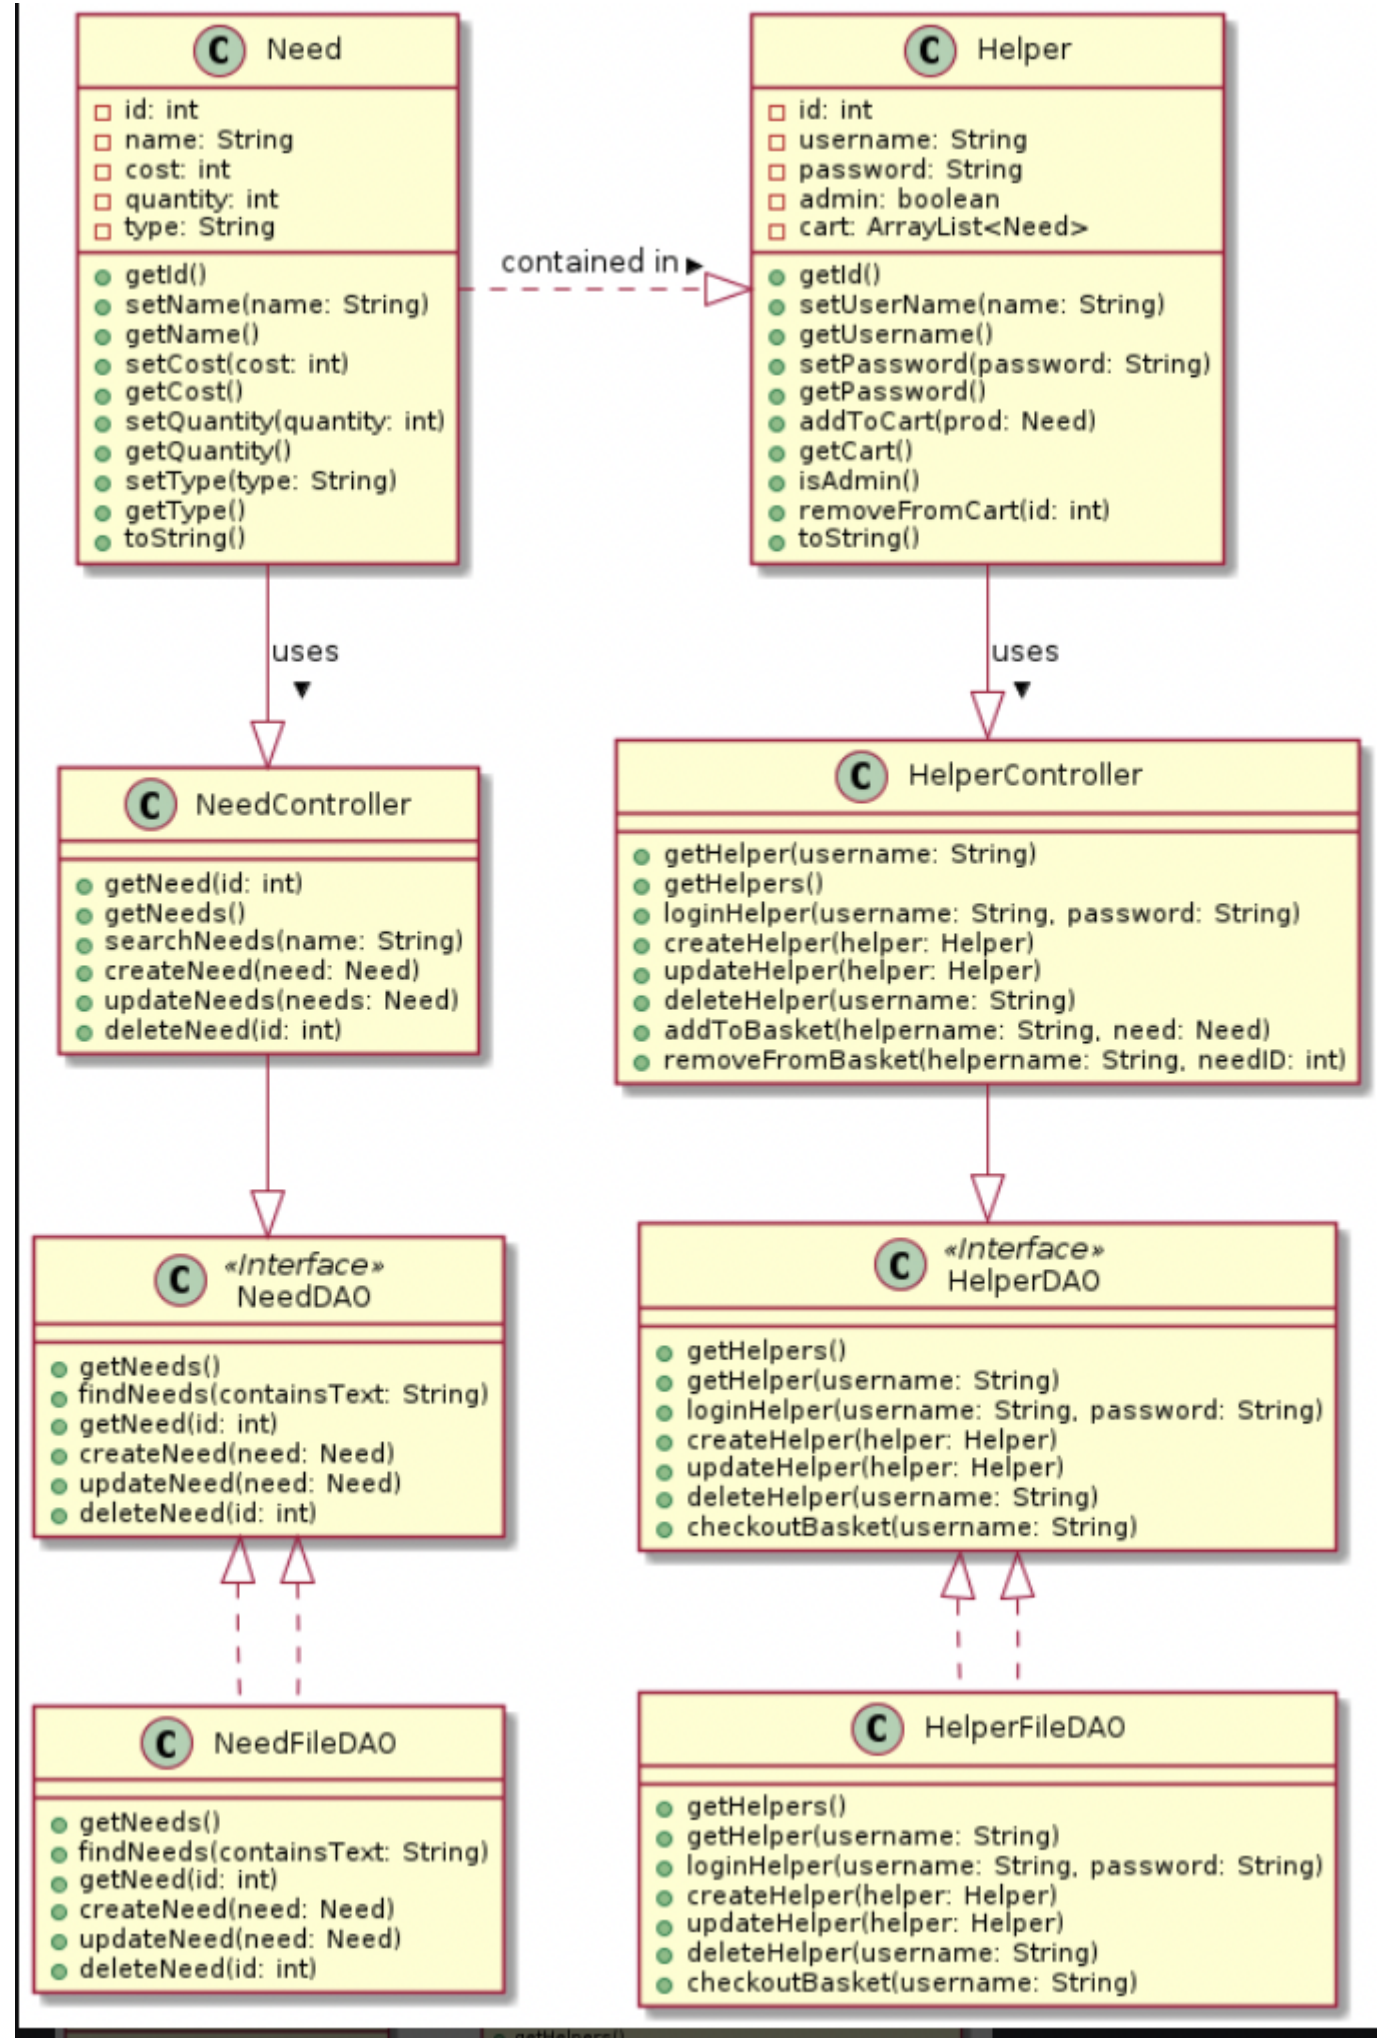 C Need
id: int
name: String
cost: int
quantity: int
type: String
getId()
setName(name: String)
getName()
setCost(cost: int)
getCost()
setQuantity(quantity: int)
getQuantity()
setType(type: String)
getType()
toString()
contained in
C Helper
id: int
username: String
password: String
admin: boolean
cart: ArrayList<Need>
getId()
setUserName(name: String)
getUsername()
setPassword(password: String)
getPassword()
addToCart(prod: Need)
getCart()
isAdmin()
removeFromCart(id: int)
toString()
uses
uses
C NeedController
getNeed(id: int)
getNeeds()
searchNeeds(name: String)
createNeed(need: Need)
updateNeeds(needs: Need)
deleteNeed(id: int)
C HelperController
getHelper(username: String)
getHelpers()
loginHelper(username: String, password: String)
createHelper(helper: Helper)
updateHelper(helper: Helper)
deleteHelper(username: String)
addToBasket(helpername: String, need: Need)
removeFromBasket(helpername: String, needID: int)
«Interface»
C NeedDAO
getNeeds()
findNeeds(containsText: String)
getNeed(id: int)
createNeed(need: Need)
updateNeed(need: Need)
deleteNeed(id: int)
«Interface»
C HelperDAO
getHelpers()
getHelper(username: String)
loginHelper(username: String, password: String)
createHelper(helper: Helper)
updateHelper(helper: Helper)
deleteHelper(username: String)
checkoutBasket(username: String)
C NeedFileDAO
getNeeds()
findNeeds(containsText: String)
getNeed(id: int)
createNeed(need: Need)
updateNeed(need: Need)
deleteNeed(id: int)
C HelperFileDAO
getHelpers()
getHelper(username: String)
loginHelper(username: String, password: String)
createHelper(helper: Helper)
updateHelper(helper: Helper)
deleteHelper(username: String)
checkoutBasket(username: String)
getHelpers()